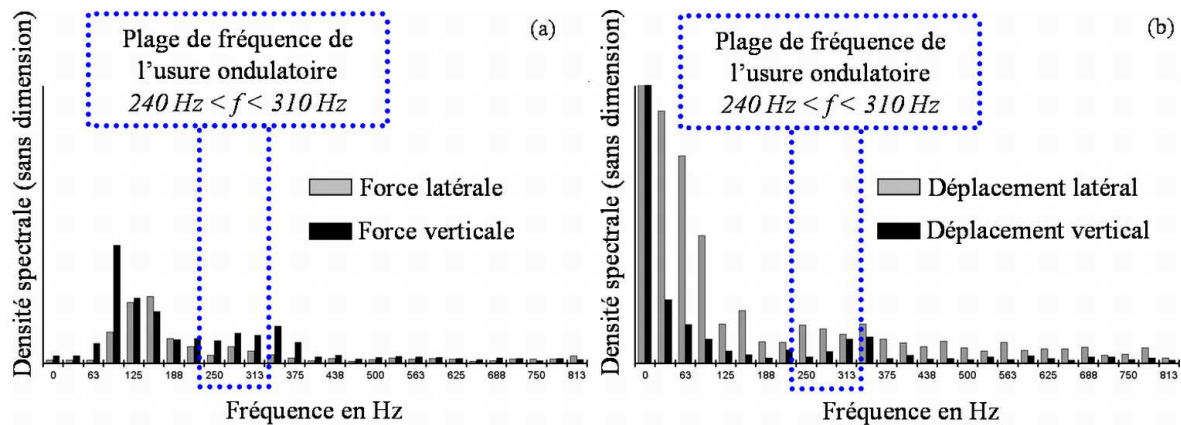 Densité spectrale (sans dimension)
Plage de fréquence de
l'usure ondulatoire
240 Hz < f < 310 Hz
(a)
Force latérale
Force verticale
0 63 125 188 250 313 375 438 500 563 625 688 750 813
Fréquence en Hz
Densité spectrale (sans dimension)
Plage de fréquence de
l'usure ondulatoire
240 Hz < f < 310 Hz
(b)
Déplacement latéral
Déplacement vertical
0 63 125 188 250 313 375 438 500 563 625 688 750 813
Fréquence en Hz